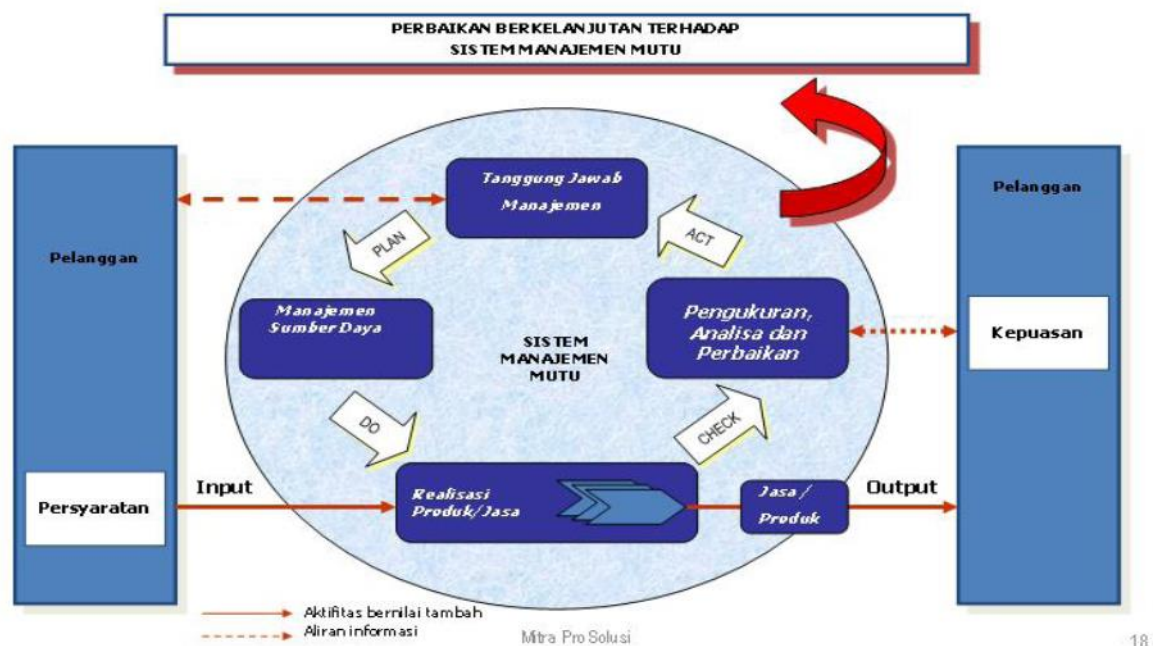 PERBAIKAN BERKELANJUTAN TERHADAP
SISTEM MANAJEMEN MUTU
Pelanggan
Persyaratan
Tanggung Jawab
Manajemen
PLAN
ACT
Manajemen
Sumber Daya
SISTEM
MANAJEMEN
MUTU
Pengukuran,
Analisa dan
Perbaikan
DO
CHECK
Input
Realisasi
Produk/Jasa
Jasa /
Produk
Output
Pelanggan
Kepuasan
Aktifitas bernilai tambah
Aliran informasi
Mitra Pro Solusi
18